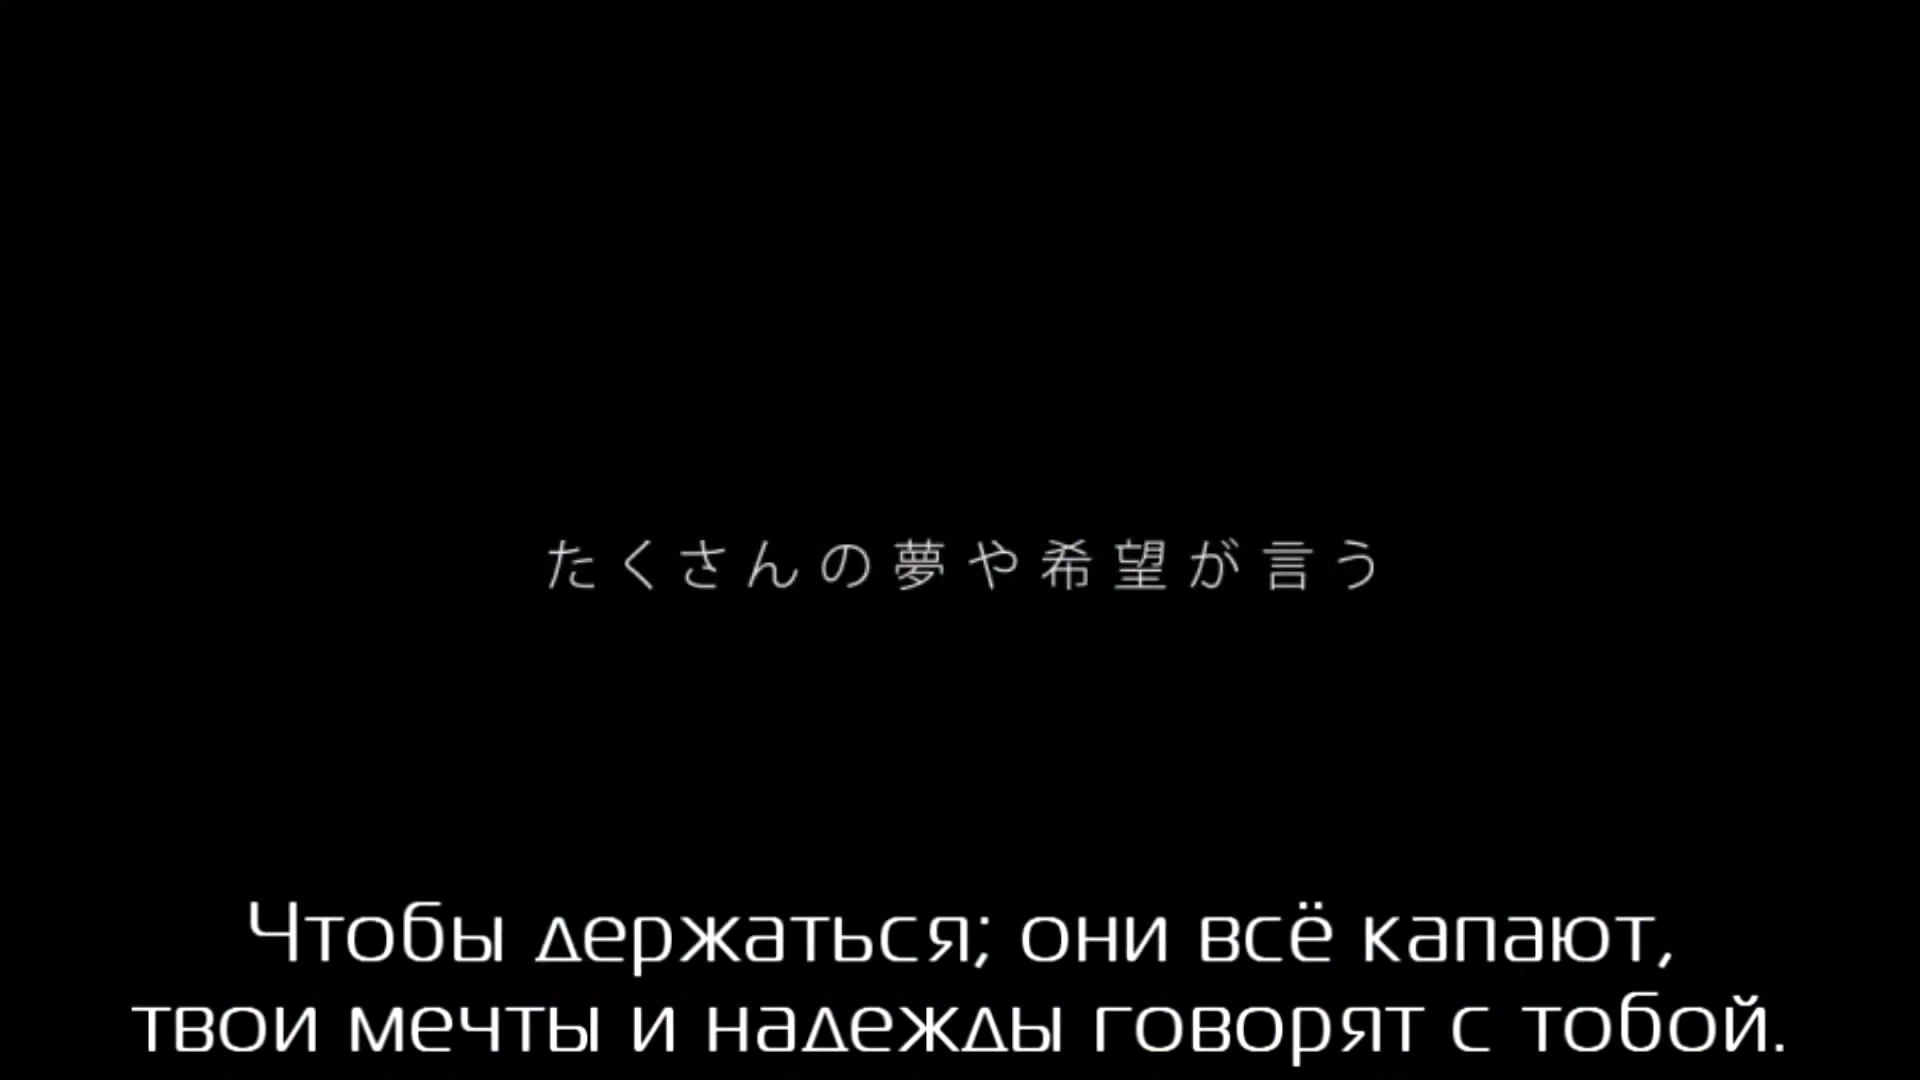 たくさんの夢や希望が言う
Чтобы держаться; они всё капают,
твои мечты и надежды говорят с тобой.